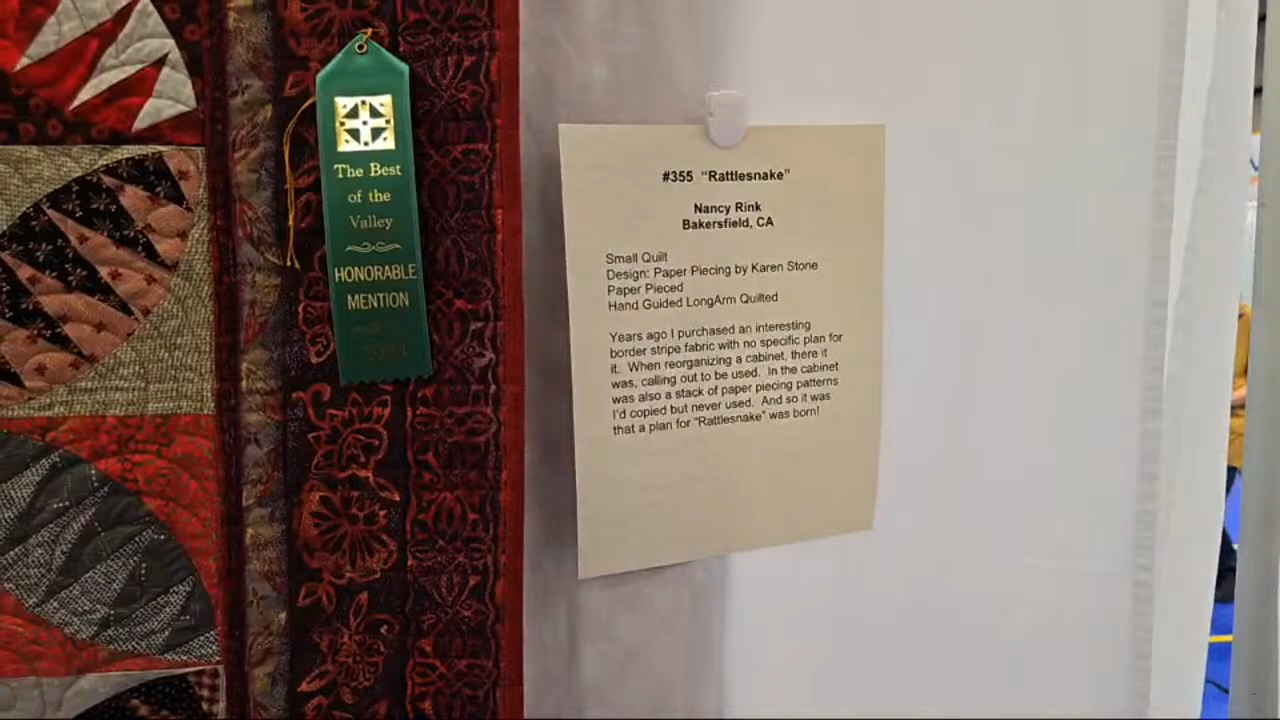 The Best
of the
Valley
HONORABLE
MENTION
#355 "Rattlesnake"
Nancy Rink
Bakersfield, CA
Small Quilt
Design: Paper Piecing by Karen Stone
Paper Pieced
Hand Guided LongArm Quilted
Years ago I purchased an interesting
border stripe fabric with no specific plan for
it. When reorganizing a cabinet, there it
was, calling out to be used. In the cabinet
was also a stack of paper piecing patterns
I'd copied but never used. And so it was
that a plan for "Rattlesnake" was born!